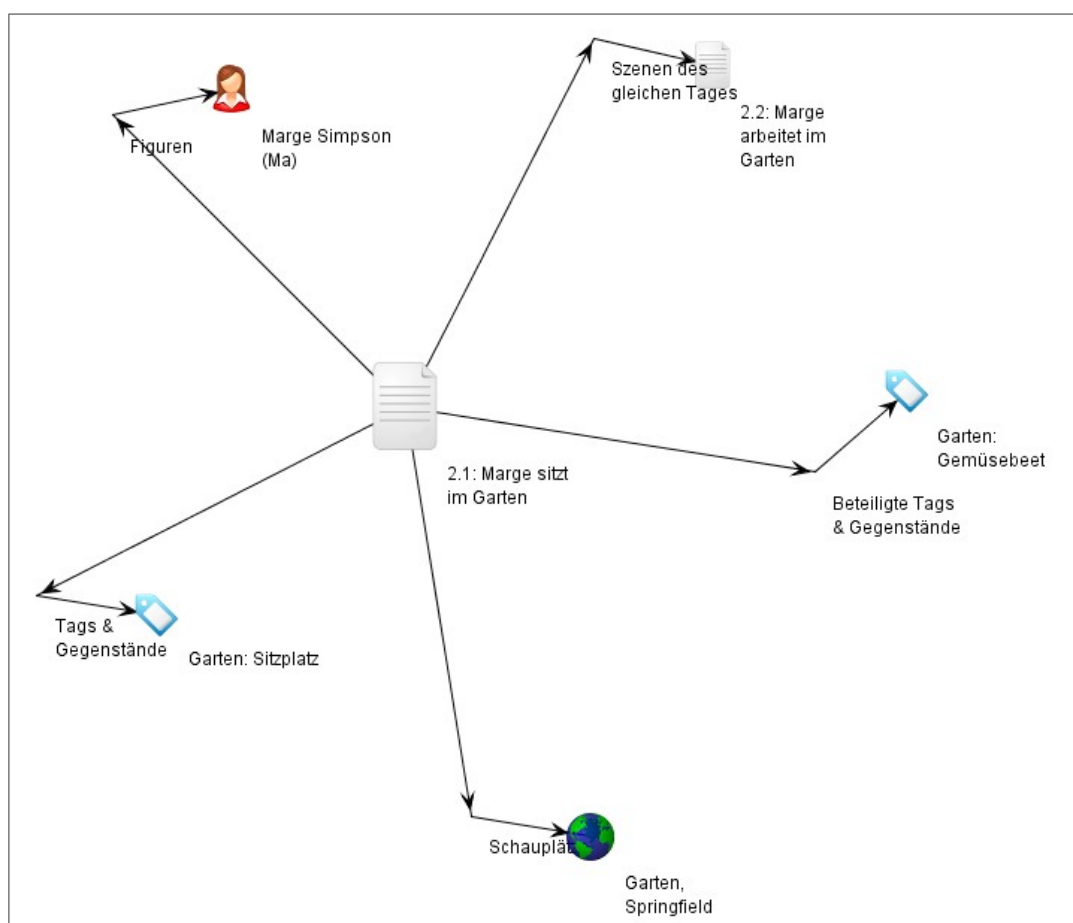 Szenen des
gleichen Tages
2.2: Marge
arbeitet im
Garten
Figuren
Marge Simpson
(Ma)
Garten:
Gemüsebeet
2.1: Marge sitzt
im Garten
Beteiligte Tags
& Gegenstände
Tags &
Gegenstände
Garten: Sitzplatz
Schauplät
Garten,
Springfield